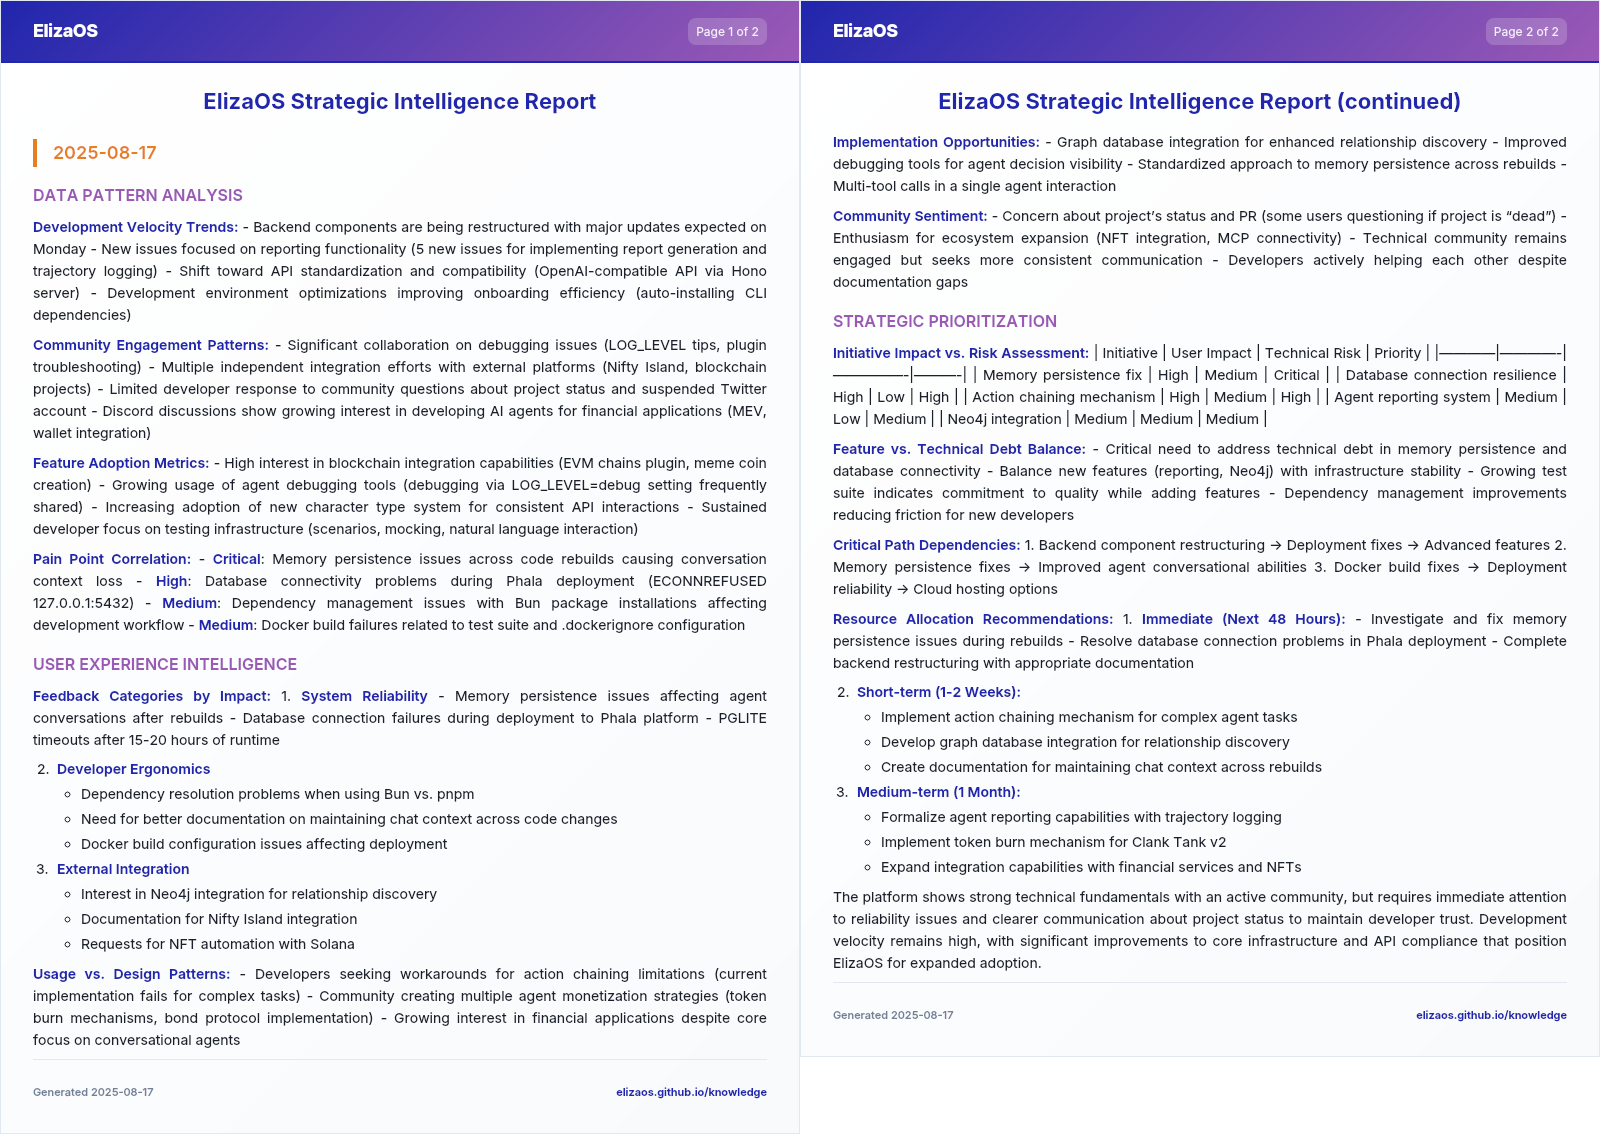 ElizaOS
Page 1 of 2
ElizaOS Strategic Intelligence Report
2025-08-17
DATA PATTERN ANALYSIS
Development Velocity Trends: - Backend components are being restructured with major updates expected on
Monday - New issues focused on reporting functionality (5 new issues for implementing report generation and
trajectory logging) - Shift toward API standardization and compatibility (OpenAI-compatible API via Hono
server) - Development environment optimizations improving onboarding efficiency (auto-installing CLI
dependencies)
Community Engagement Patterns: - Significant collaboration on debugging issues (LOG_LEVEL tips, plugin
troubleshooting) - Multiple independent integration efforts with external platforms (Nifty Island, blockchain
projects) - Limited developer response to community questions about project status and suspended Twitter
account - Discord discussions show growing interest in developing AI agents for financial applications (MEV,
wallet integration)
Feature Adoption Metrics: - High interest in blockchain integration capabilities (EVM chains plugin, meme coin
creation) - Growing usage of agent debugging tools (debugging via LOG_LEVEL=debug setting frequently
shared) - Increasing adoption of new character type system for consistent API interactions - Sustained
developer focus on testing infrastructure (scenarios, mocking, natural language interaction)
Pain Point Correlation: - Critical: Memory persistence issues across code rebuilds causing conversation
context loss - High: Database connectivity problems during Phala deployment (ECONNREFUSED
127.0.0.1:5432) - Medium: Dependency management issues with Bun package installations affecting
development workflow - Medium: Docker build failures related to test suite and .dockerignore configuration
USER EXPERIENCE INTELLIGENCE
Feedback Categories by Impact: 1. System Reliability - Memory persistence issues affecting agent
conversations after rebuilds - Database connection failures during deployment to Phala platform - PGLITE
timeouts after 15-20 hours of runtime
2. Developer Ergonomics
◦ Dependency resolution problems when using Bun vs. pnpm
◦ Need for better documentation on maintaining chat context across code changes
◦ Docker build configuration issues affecting deployment
3. External Integration
◦ Interest in Neo4j integration for relationship discovery
◦ Documentation for Nifty Island integration
◦ Requests for NFT automation with Solana
Usage vs. Design Patterns: - Developers seeking workarounds for action chaining limitations (current
implementation fails for complex tasks) - Community creating multiple agent monetization strategies (token
burn mechanisms, bond protocol implementation) - Growing interest in financial applications despite core
focus on conversational agents
Generated 2025-08-17
elizaos.github.io/knowledge
ElizaOS
Page 2 of 2
ElizaOS Strategic Intelligence Report (continued)
Implementation Opportunities: - Graph database integration for enhanced relationship discovery - Improved
debugging tools for agent decision visibility - Standardized approach to memory persistence across rebuilds -
Multi-tool calls in a single agent interaction
Community Sentiment: - Concern about project’s status and PR (some users questioning if project is “dead”) -
Enthusiasm for ecosystem expansion (NFT integration, MCP connectivity) - Technical community remains
engaged but seeks more consistent communication - Developers actively helping each other despite
documentation gaps
STRATEGIC PRIORITIZATION
Initiative Impact vs. Risk Assessment: | Initiative | User Impact | Technical Risk | Priority | |————|————-|
—————-|———-| | Memory persistence fix | High | Medium | Critical | | Database connection resilience |
High | Low | High | | Action chaining mechanism | High | Medium | High | | Agent reporting system | Medium |
Low | Medium | | Neo4j integration | Medium | Medium | Medium |
Feature vs. Technical Debt Balance: - Critical need to address technical debt in memory persistence and
database connectivity - Balance new features (reporting, Neo4j) with infrastructure stability - Growing test
suite indicates commitment to quality while adding features - Dependency management improvements
reducing friction for new developers
Critical Path Dependencies: 1. Backend component restructuring → Deployment fixes → Advanced features 2.
Memory persistence fixes → Improved agent conversational abilities 3. Docker build fixes → Deployment
reliability → Cloud hosting options
Resource Allocation Recommendations: 1. Immediate (Next 48 Hours): - Investigate and fix memory
persistence issues during rebuilds - Resolve database connection problems in Phala deployment - Complete
backend restructuring with appropriate documentation
2. Short-term (1-2 Weeks):
◦ Implement action chaining mechanism for complex agent tasks
◦ Develop graph database integration for relationship discovery
◦ Create documentation for maintaining chat context across rebuilds
3. Medium-term (1 Month):
◦ Formalize agent reporting capabilities with trajectory logging
◦ Implement token burn mechanism for Clank Tank v2
◦ Expand integration capabilities with financial services and NFTs
The platform shows strong technical fundamentals with an active community, but requires immediate attention
to reliability issues and clearer communication about project status to maintain developer trust. Development
velocity remains high, with significant improvements to core infrastructure and API compliance that position
ElizaOS for expanded adoption.
Generated 2025-08-17
elizaos.github.io/knowledge